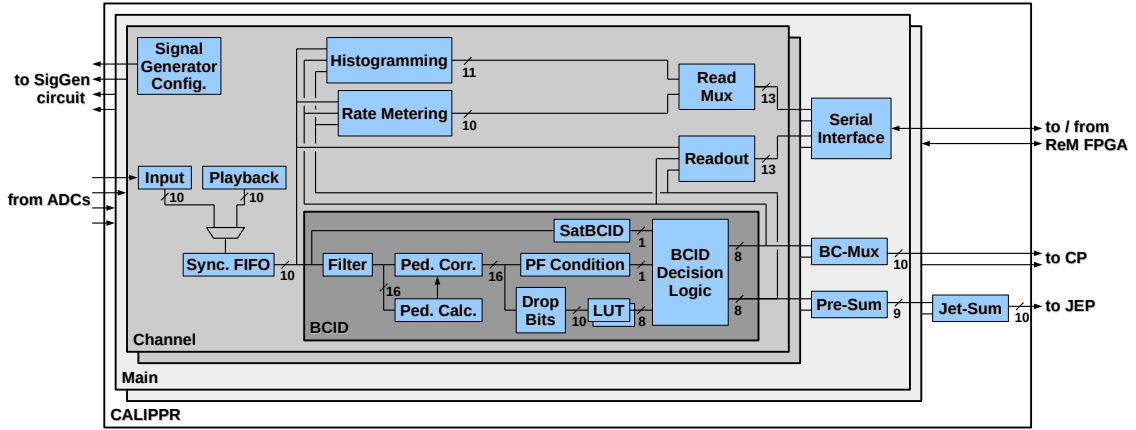 Signal
Generator
Config.
to SigGen
circuit
Histogramming
11
Rate Metering
10
Read
Mux
13
Serial
Interface
to / from
ReM FPGA
Readout
13
from ADCs
Input
10
Playback
10
Sync. FIFO
10
SatBCID
1
BCID
Decision
Logic
8
8
Filter
16
Ped. Corr.
16
PF Condition
1
Ped. Calc.
Drop
Bits
10
LUT
8
BCID
BC-Mux
10
to CP
Pre-Sum
9
Jet-Sum
10
to JEP
Channel
Main
CALIPPR